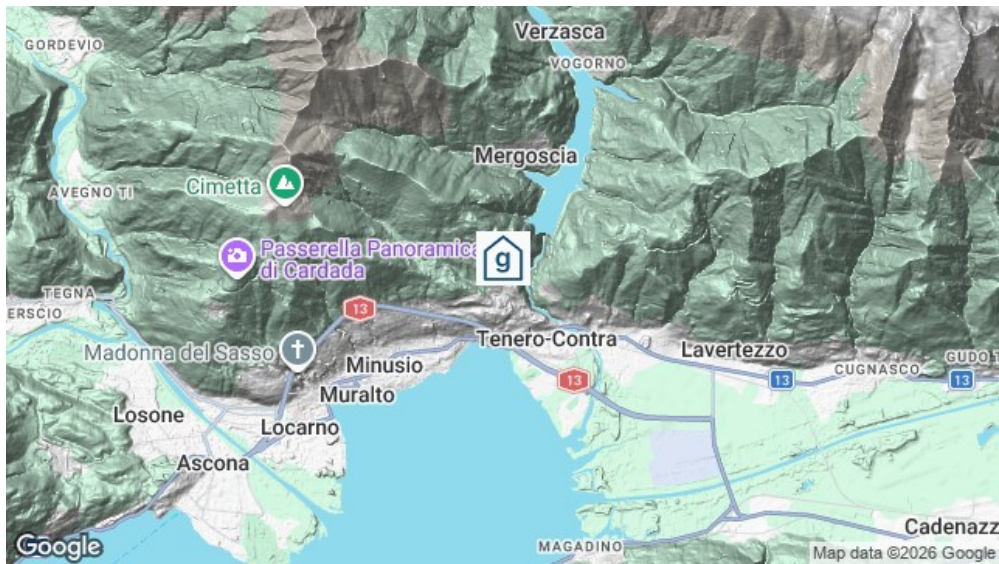 Verzasca
GORDEVIO
VOGORNO
Mergoscia
Cimetta
AVEGNO TI
Passerella Panoramica
di Cardada
g
TEGNA
ERSCIO
13
Madonna del Sasso
Minusio
Tenero-Contra
Lavertezzo
GUDO T
CUGNASCO
13
13
13
Muralto
Losone
Locarno
Ascona
Cadenazz
MAGADINO
Google
Map data ©2026 Google